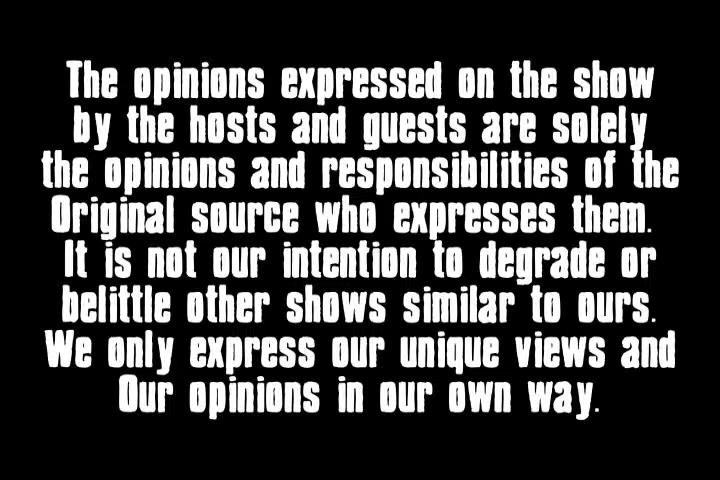 The opinions expressed on the show
by the hosts and guests are solely
the opinions and responsibilities of the
Original source who expresses them.
It is not our intention to degrade or
belittle other shows similar to ours.
We only express our unique views and
Our opinions in our own way.